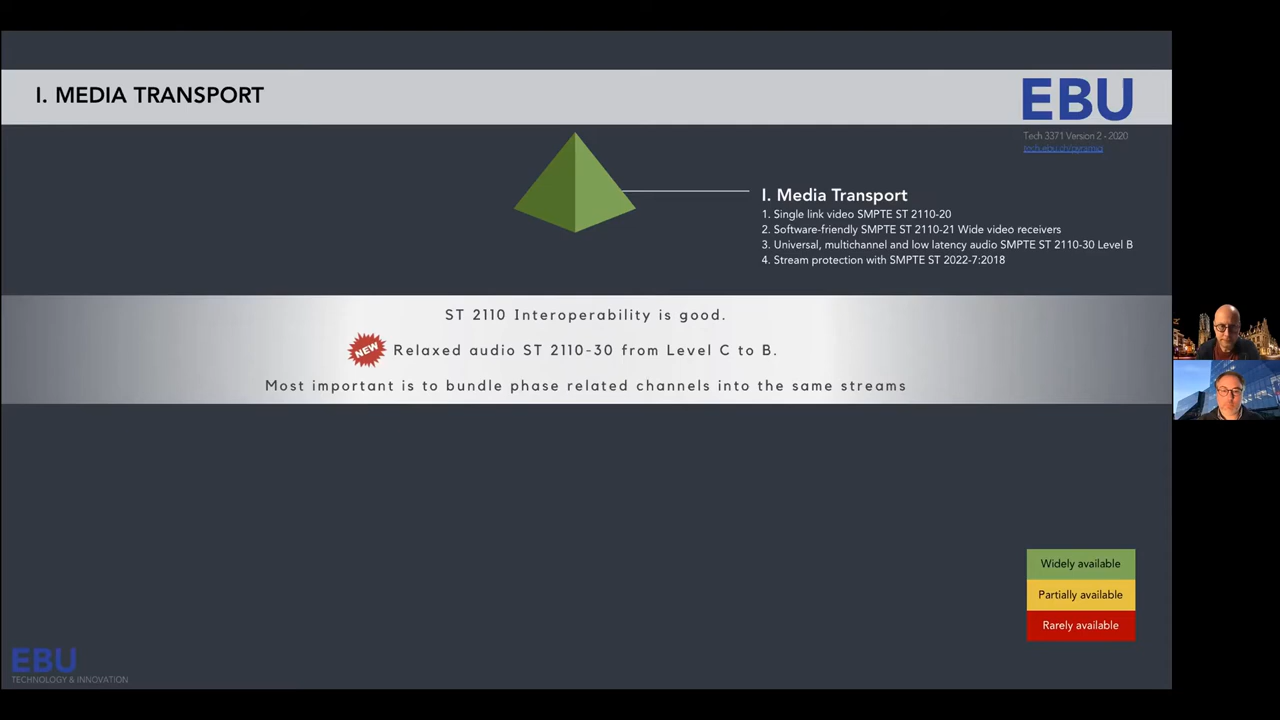 I. MEDIA TRANSPORT
EBU
Tech 3371 Version 2 - 2020
tech.ebu.ch/pyramid
I. Media Transport
1. Single link video SMPTE ST 2110-20
2. Software-friendly SMPTE ST 2110-21 Wide video receivers
3. Universal, multichannel and low latency audio SMPTE ST 2110-30 Level B
4. Stream protection with SMPTE ST 2022-7:2018
ST 2110 Interoperability is good.
NEW Relaxed audio ST 2110-30 from Level C to B.
Most important is to bundle phase related channels into the same streams
Widely available
Partially available
Rarely available
EBU
TECHNOLOGY & INNOVATION